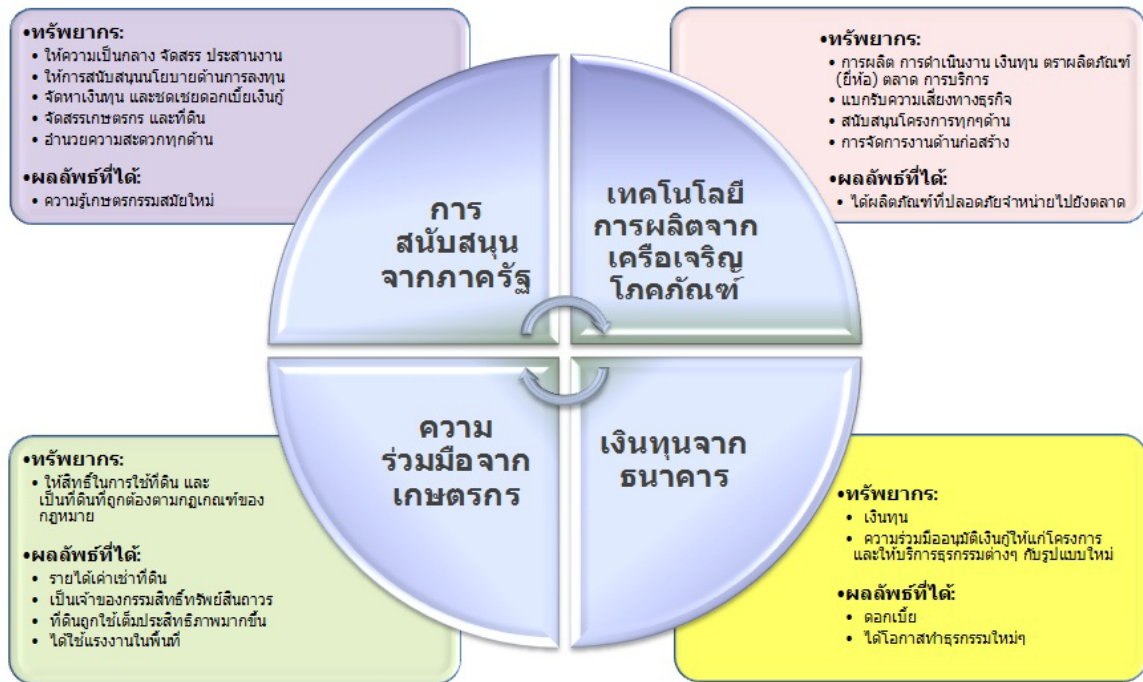 •ทรัพยากร:
• ให้ความเป็นกลาง จัดสรร ประสานงาน
• ให้การสนับสนุนนโยบายด้านการลงทุน
• จัดหาเงินทุน และชดเชยดอกเบี้ยเงินกู้
• จัดสรรเกษตรกร และที่ดิน
• อำนวยความสะดวกทุกด้าน
•ผลลัพธ์ที่ได้:
• ความรู้เกษตรกรรมสมัยใหม่
•ทรัพยากร:
• การผลิต การดำเนินงาน เงินทุน ตราผลิตภัณฑ์
(ยี่ห้อ) ตลาด การบริการ
• แบกรับความเสี่ยงทางธุรกิจ
• สนับสนุนโครงการทุกๆด้าน
• การจัดการงานด้านก่อสร้าง
•ผลลัพธ์ที่ได้:
• ได้ผลิตภัณฑ์ที่ปลอดภัยจำหน่ายไปยังตลาด
การ
สนับสนุน
จากภาครัฐ
เทคโนโลยี
การผลิตจาก
เครือเจริญ
โภคภัณฑ์
ความ
ร่วมมือจาก
เกษตรกร
เงินทุนจาก
ธนาคาร
•ทรัพยากร:
• ให้สิทธิ์ในการใช้ที่ดิน และ
เป็นที่ดินที่ถูกต้องตามกฎเกณฑ์ของ
กฎหมาย
•ผลลัพธ์ที่ได้:
• รายได้ค่าเช่าที่ดิน
• เป็นเจ้าของกรรมสิทธิ์ทรัพย์สินถาวร
• ที่ดินถูกใช้เต็มประสิทธิภาพมากขึ้น
• ได้ใช้แรงงานในพื้นที่
•ทรัพยากร:
• เงินทุน
• ความร่วมมืออนุมัติเงินกู้ให้แก่โครงการ
และให้บริการธุรกรรมต่างๆ กับรูปแบบใหม่
•ผลลัพธ์ที่ได้:
• ดอกเบี้ย
• ได้โอกาสทำธุรกรรมใหม่ๆ